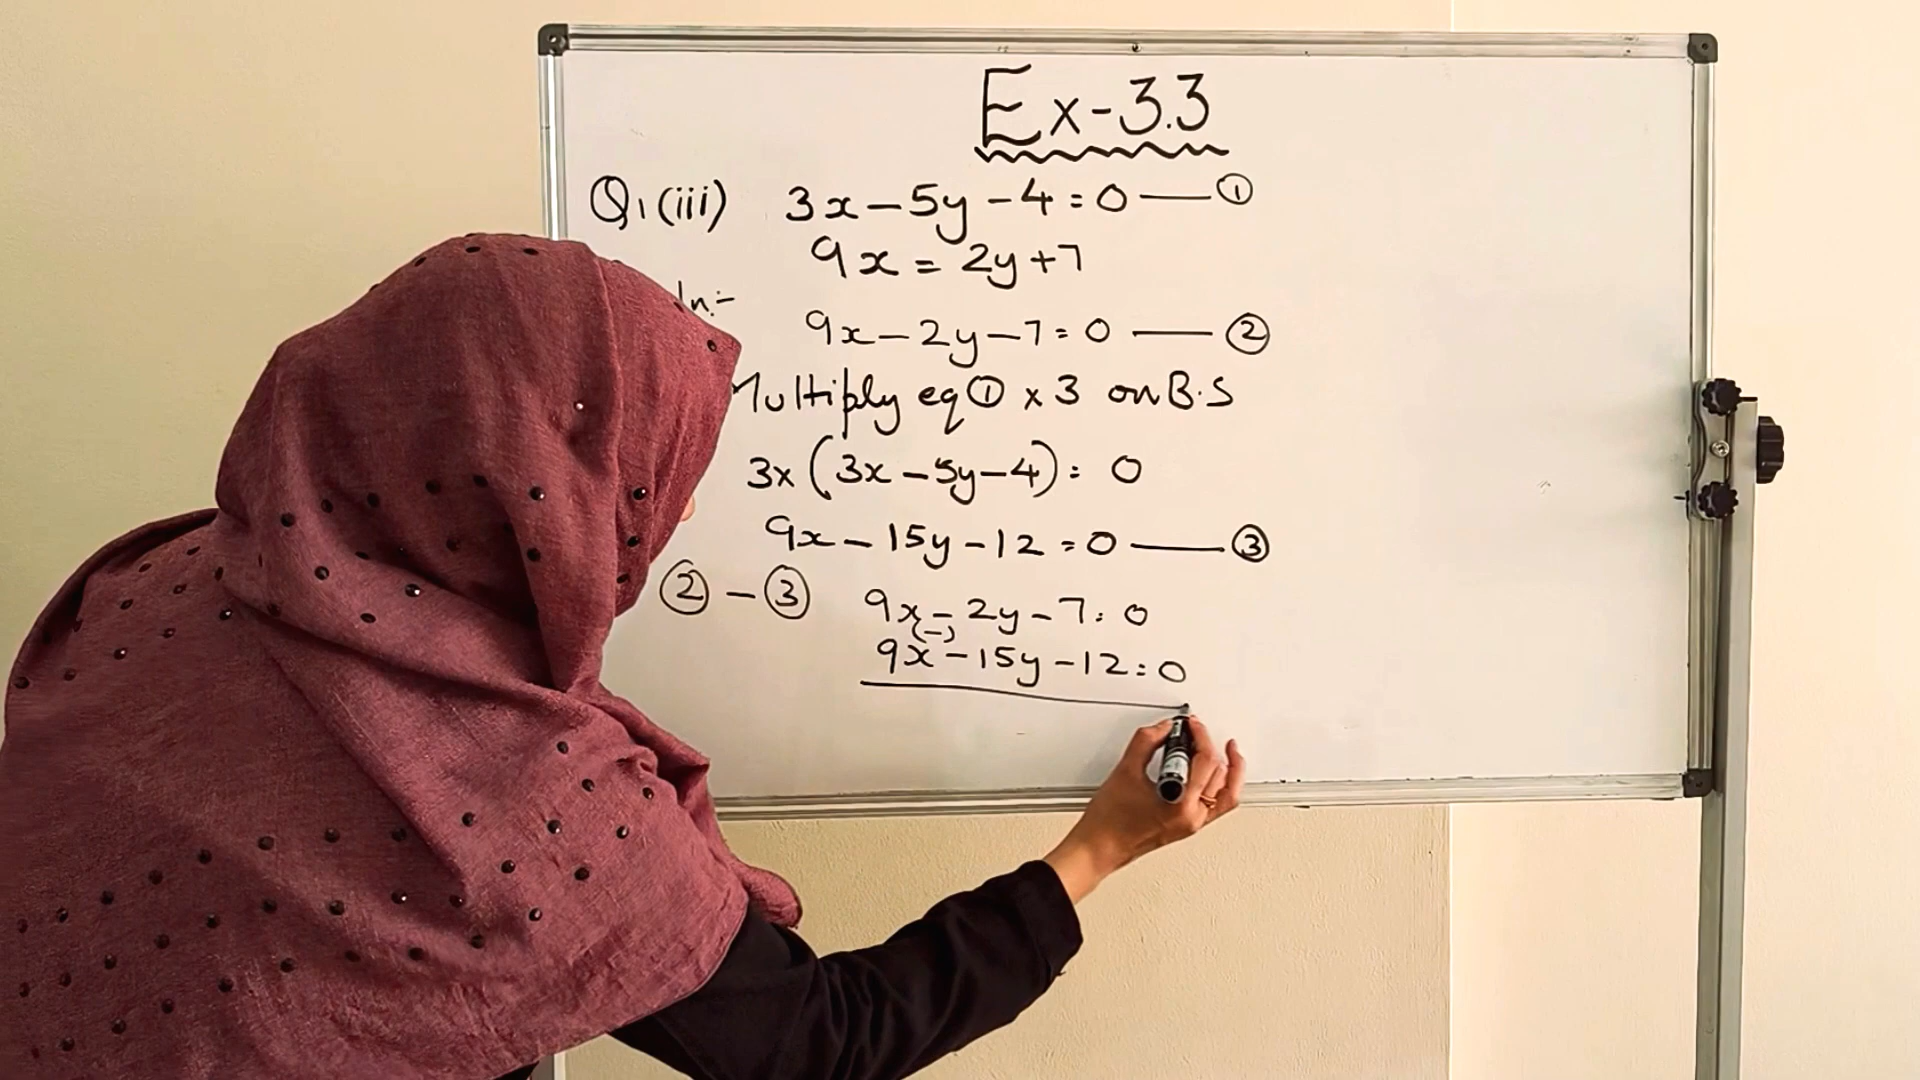 Ex-3.3
Q1(iii) 3x-5y-4=0 — ①
9x = 2y+7
ln:-
9x-2y-7=0 — ②
Multiply eq① x 3 on B.S
3x(3x-5y-4)= 0
9x-15y-12=0 — ③
②-③ 9x-2y-7=0
(-)
9x-15y-12=0